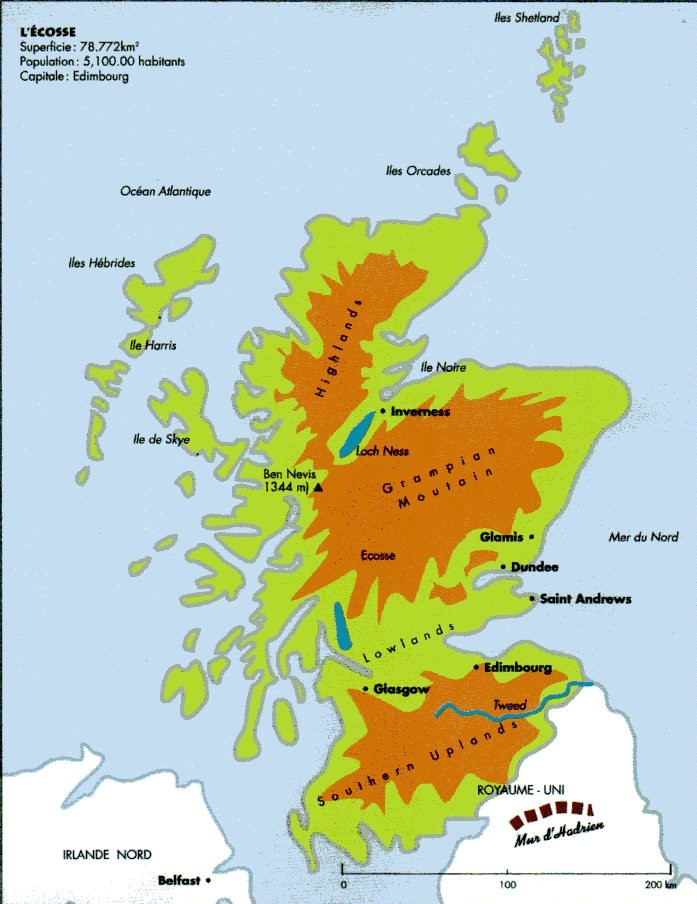 L'ÉCOSSE
Superficie : 78.772km²
Population : 5,100.00 habitants
Capitale : Edimbourg
Iles Shetland
Iles Orcades
Océan Atlantique
Iles Hébrides
Ile Harris
Highlands
Ile Noire
Inverness
Ile de Skye
Loch Ness
Ben Nevis
1344 m)
Grampian
Moutain
Glamis
Mer du Nord
Ecosse
Dundee
Saint Andrews
Lowlands
Edimbourg
Glasgow
Tweed
Southern Uplands
ROYAUME - UNI
Mur d'Hadrien
IRLANDE NORD
Belfast
0 100 200 km